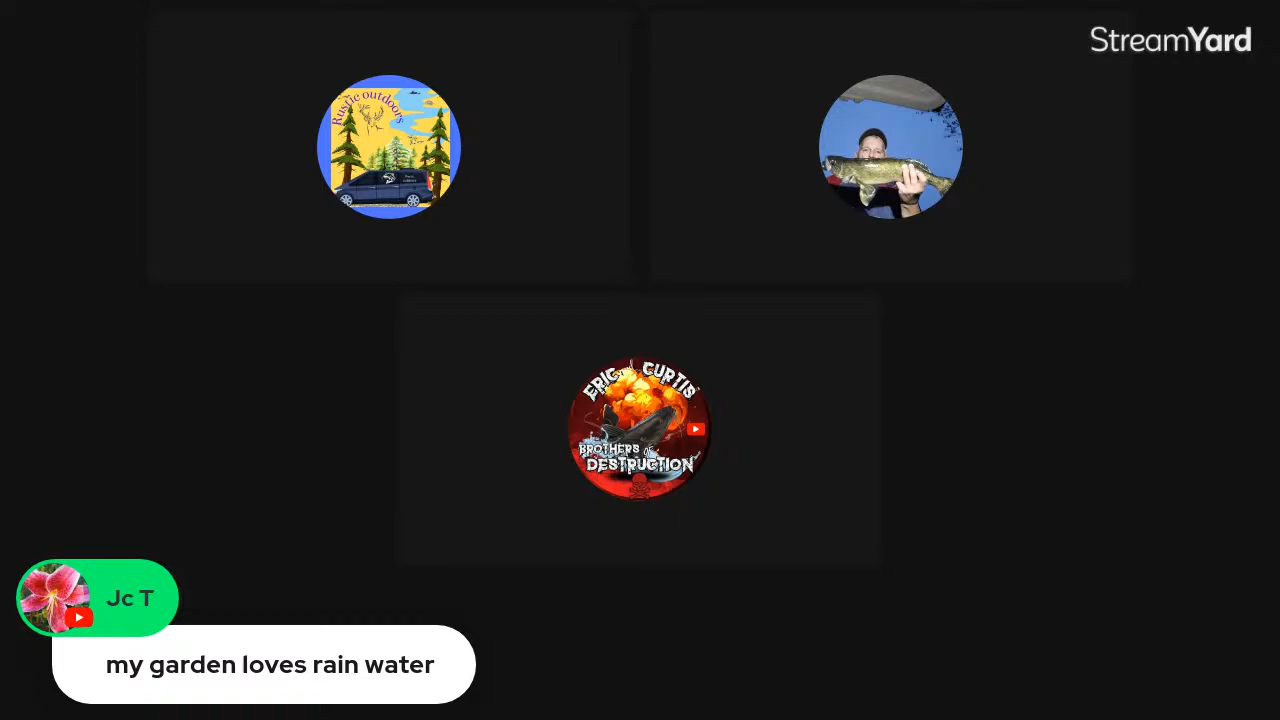 StreamYard
Rustic outdoors
ERIC CURTIS
BROTHERS OF
DESTRUCTION
Jc T
my garden loves rain water